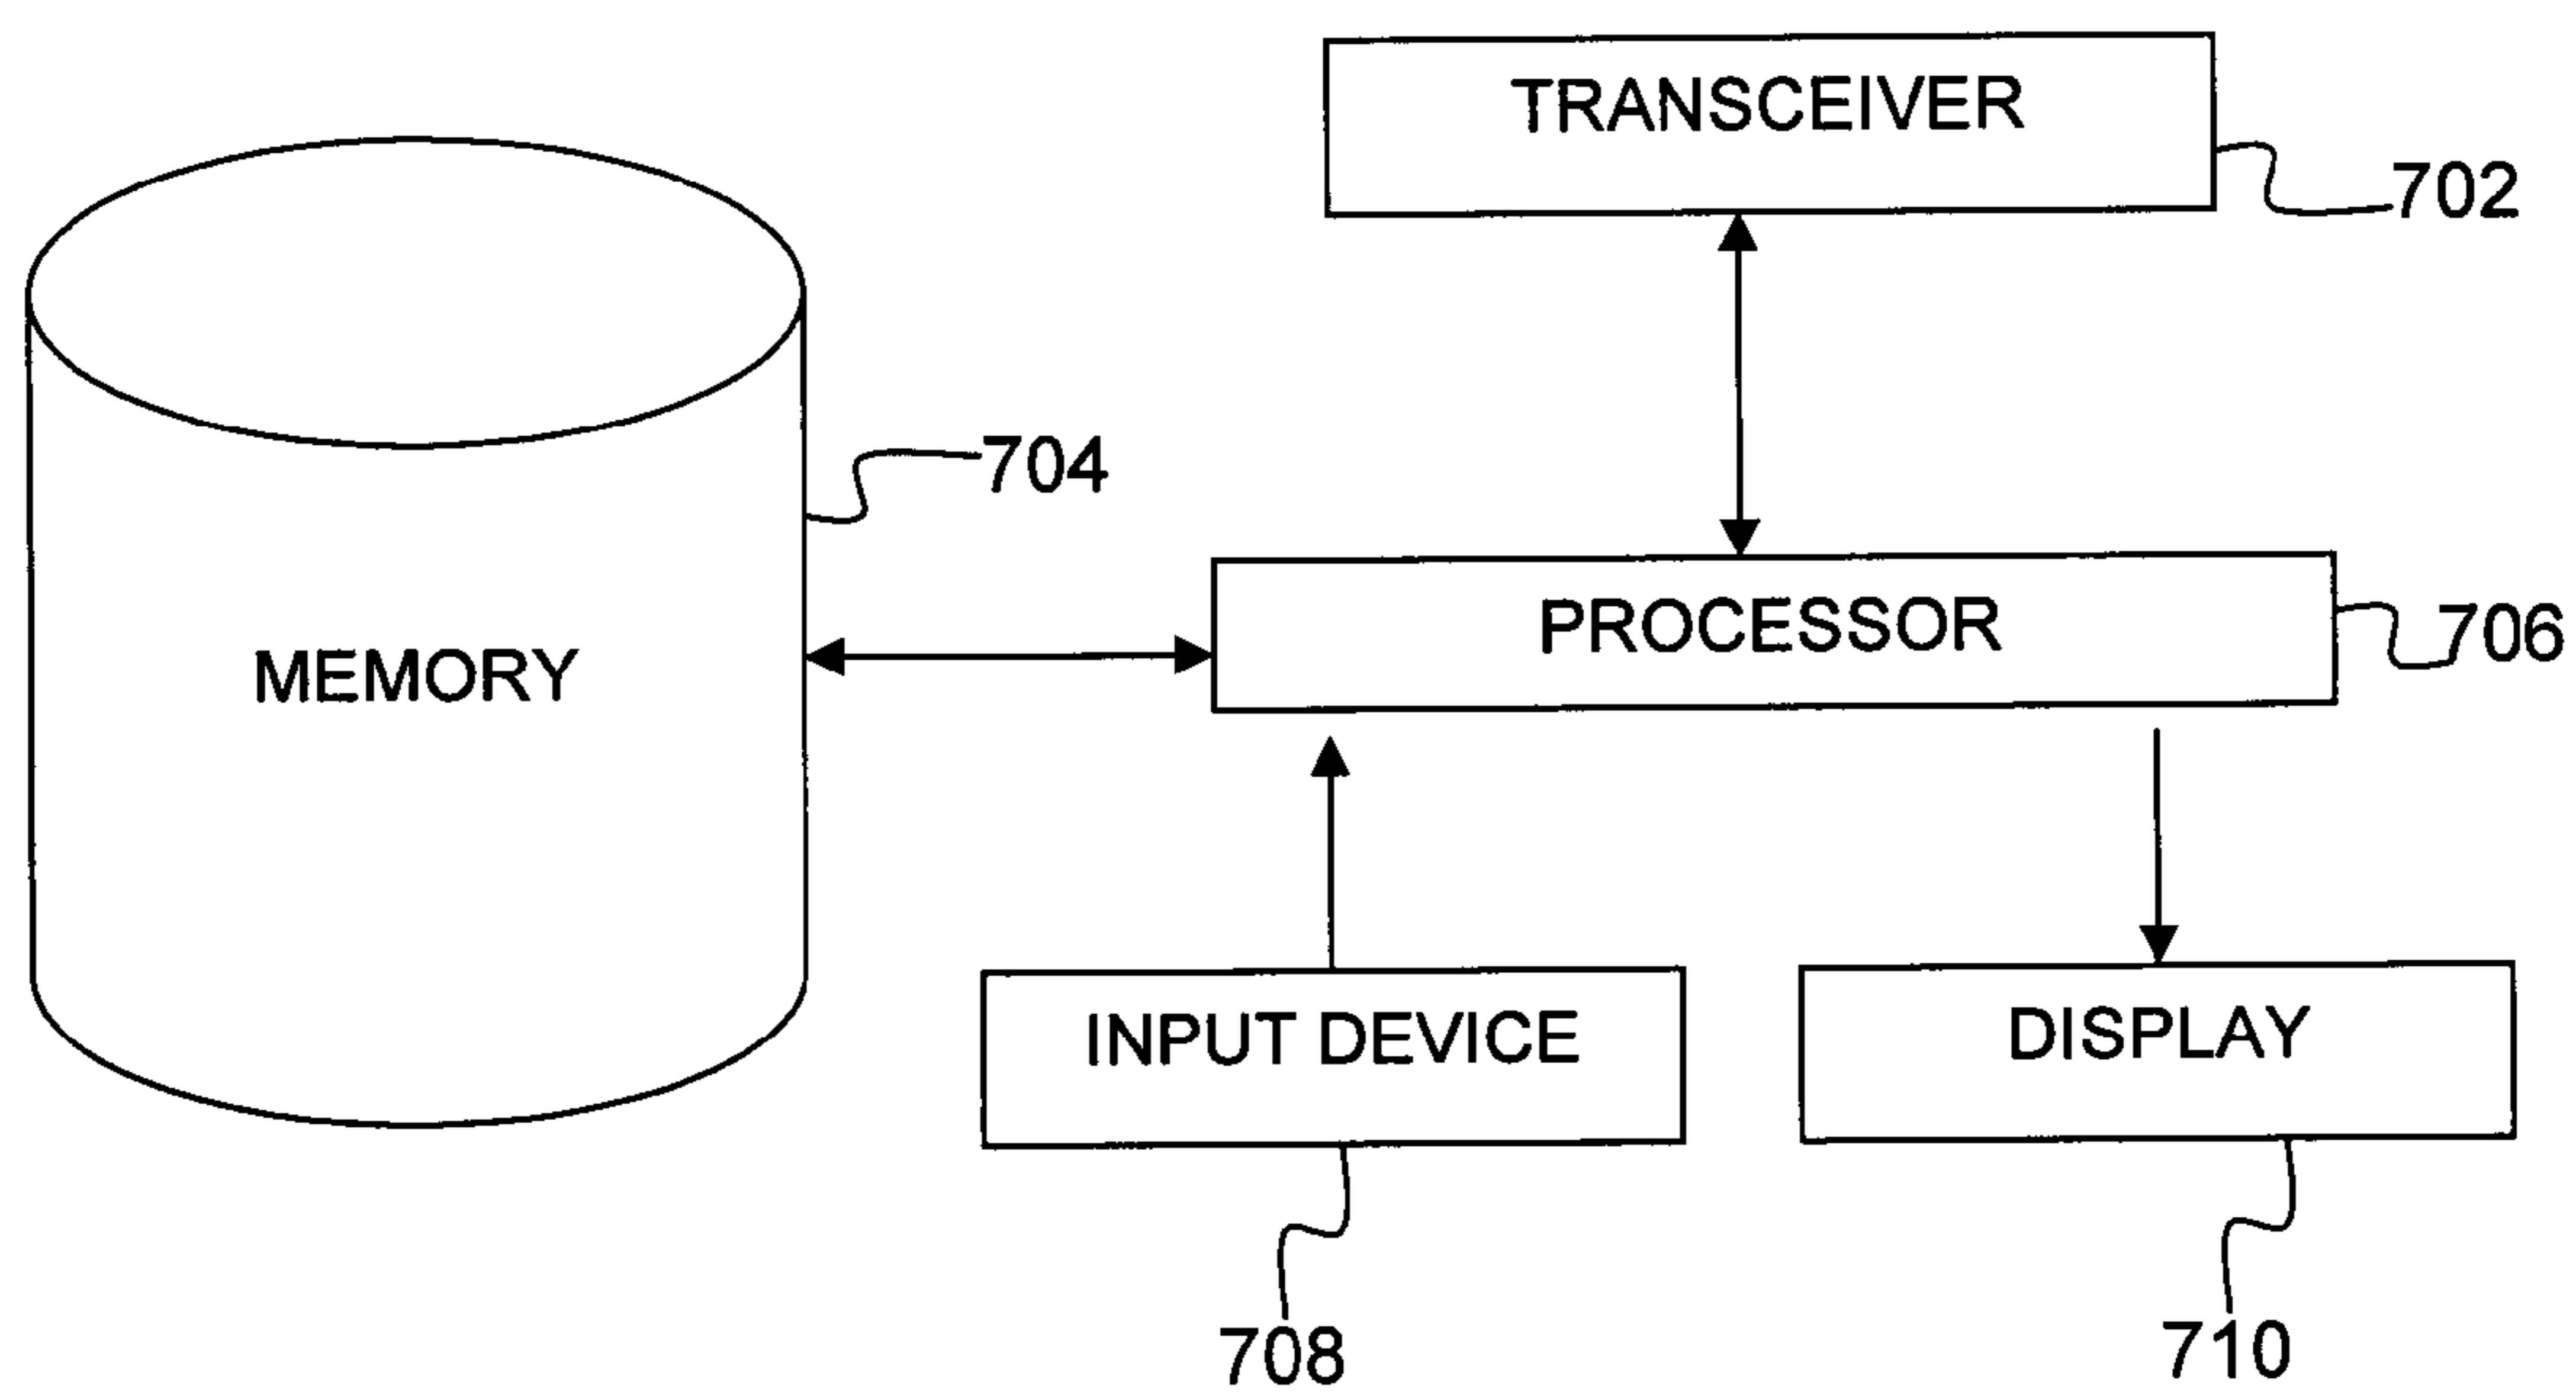 TRANSCEIVER
702
704
PROCESSOR
706
MEMORY
INPUT DEVICE
DISPLAY
708
710